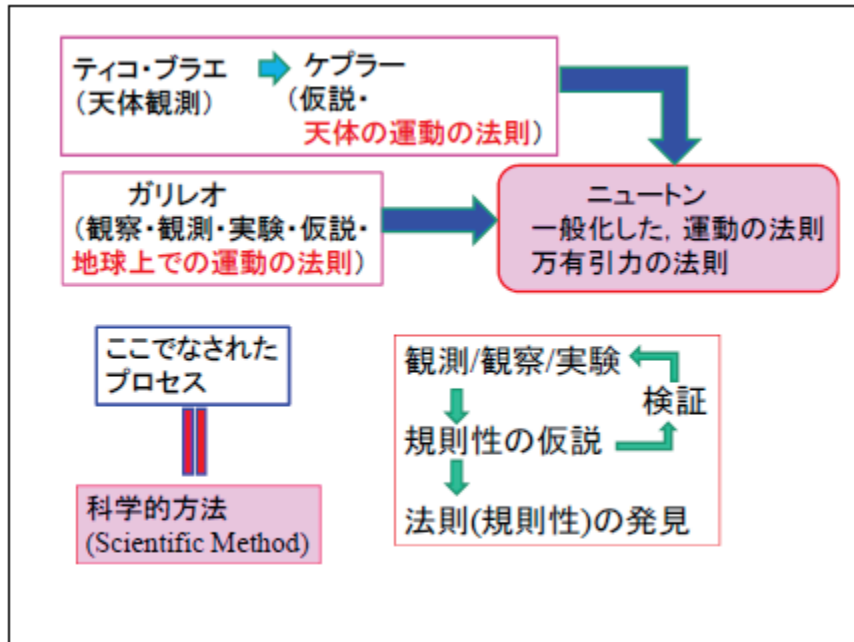 ティコ・ブラエ
(天体観測)
ケプラー
(仮説・
天体の運動の法則)
ガリレオ
(観察・観測・実験・仮説・
地球上での運動の法則)
ニュートン
一般化した,運動の法則
万有引力の法則
ここでなされた
プロセス
科学的方法
(Scientific Method)
観測/観察/実験
検証
規則性の仮説
法則(規則性)の発見